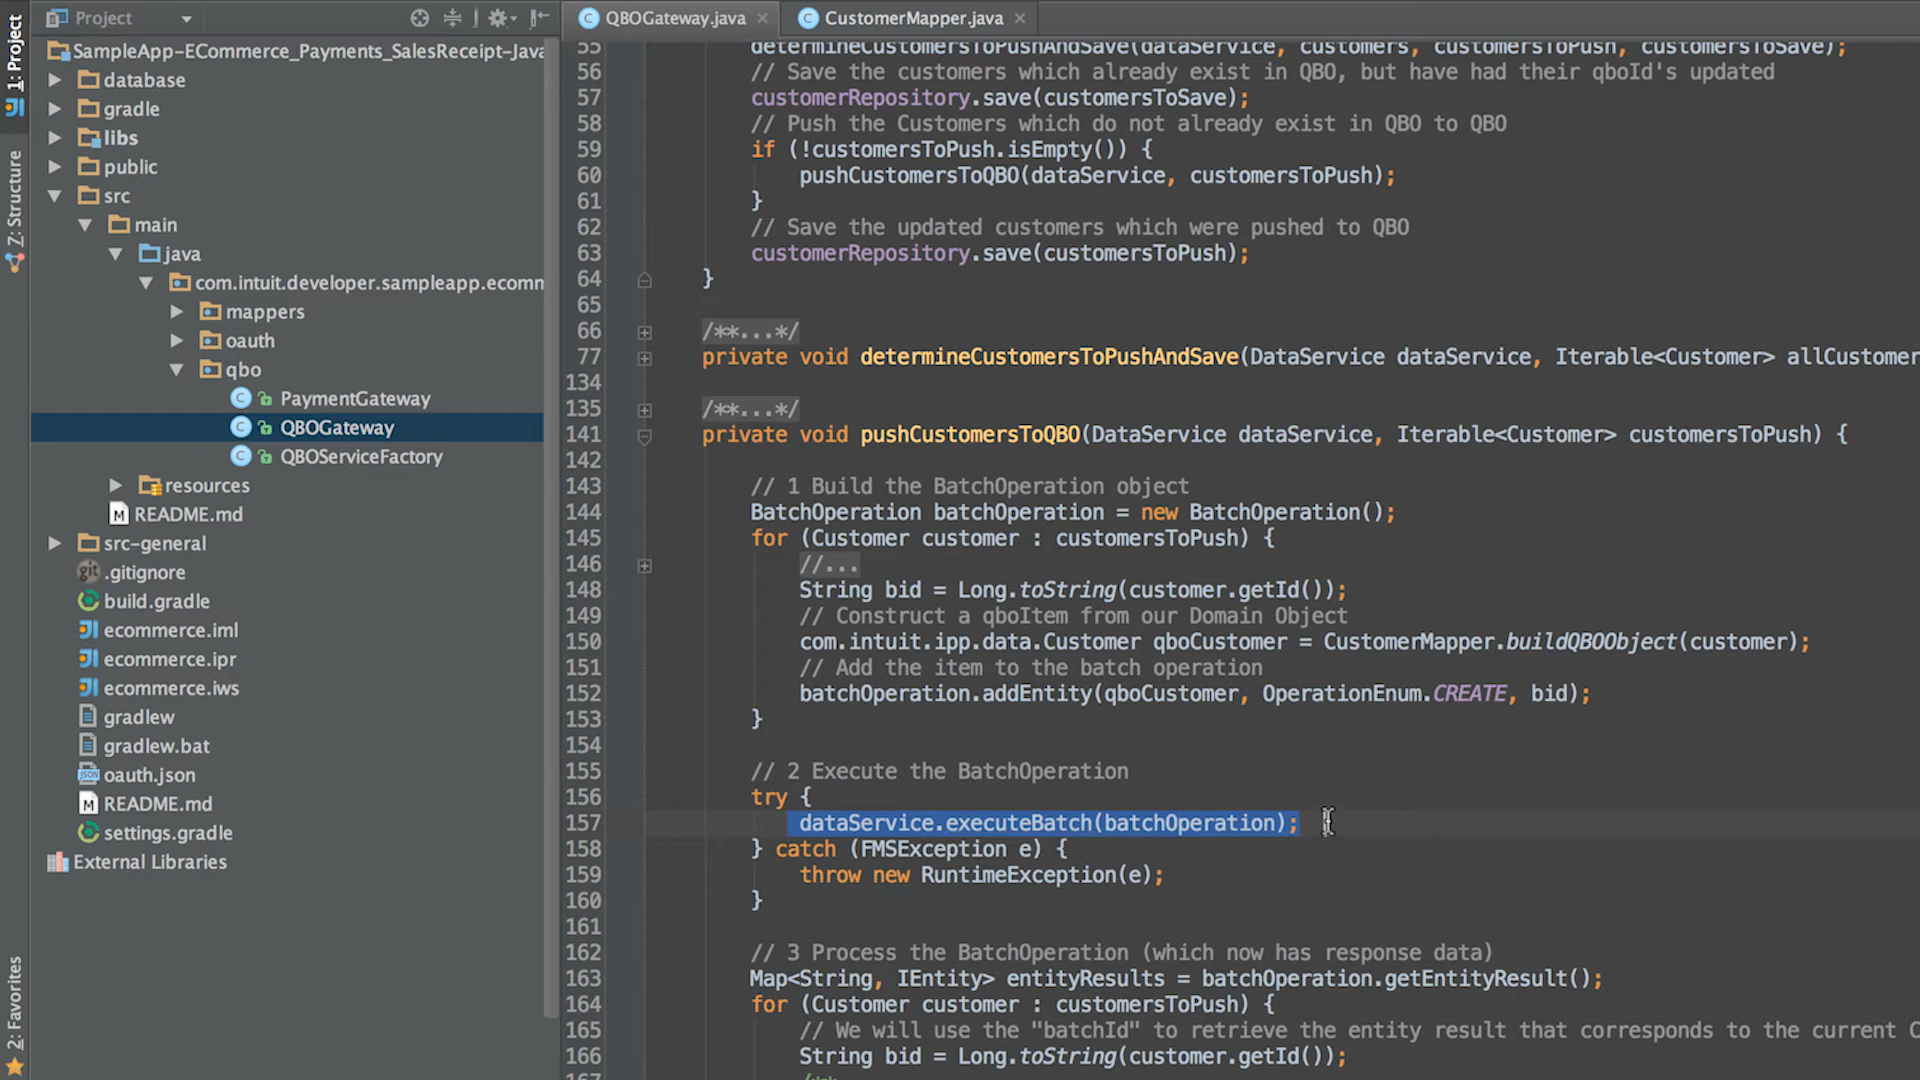 1: Project
Z: Structure
2: Favorites
Project
SampleApp-ECommerce_Payments_SalesReceipt-Java
database
gradle
libs
public
src
main
java
com.intuit.developer.sampleapp.ecomm
mappers
oauth
qbo
PaymentGateway
QBOGateway
QBOServiceFactory
resources
README.md
src-general
.gitignore
build.gradle
ecommerce.iml
ecommerce.ipr
ecommerce.iws
gradlew
gradlew.bat
oauth.json
README.md
settings.gradle
External Libraries
QBOGateway.java
CustomerMapper.java
55 determineCustomersToPushAndSave(dataService, customers, customersToPush, customersToSave);
56 // Save the customers which already exist in QBO, but have had their qboId's updated
57 customerRepository.save(customersToSave);
58 // Push the Customers which do not already exist in QBO to QBO
59 if (!customersToPush.isEmpty()) {
60 pushCustomersToQBO(dataService, customersToPush);
61 }
62 // Save the updated customers which were pushed to QBO
63 customerRepository.save(customersToPush);
64 }
65
66 /**...*/
77 private void determineCustomersToPushAndSave(DataService dataService, Iterable<Customer> allCustomer
134
135 /**...*/
141 private void pushCustomersToQBO(DataService dataService, Iterable<Customer> customersToPush) {
142
143 // 1 Build the BatchOperation object
144 BatchOperation batchOperation = new BatchOperation();
145 for (Customer customer : customersToPush) {
146 //...
148 String bid = Long.toString(customer.getId());
149 // Construct a qboItem from our Domain Object
150 com.intuit.ipp.data.Customer qboCustomer = CustomerMapper.buildQBOObject(customer);
151 // Add the item to the batch operation
152 batchOperation.addEntity(qboCustomer, OperationEnum.CREATE, bid);
153 }
154
155 // 2 Execute the BatchOperation
156 try {
157 dataService.executeBatch(batchOperation);
158 } catch (FMSException e) {
159 throw new RuntimeException(e);
160 }
161
162 // 3 Process the BatchOperation (which now has response data)
163 Map<String, IEntity> entityResults = batchOperation.getEntityResult();
164 for (Customer customer : customersToPush) {
165 // We will use the "batchId" to retrieve the entity result that corresponds to the current C
166 String bid = Long.toString(customer.getId());